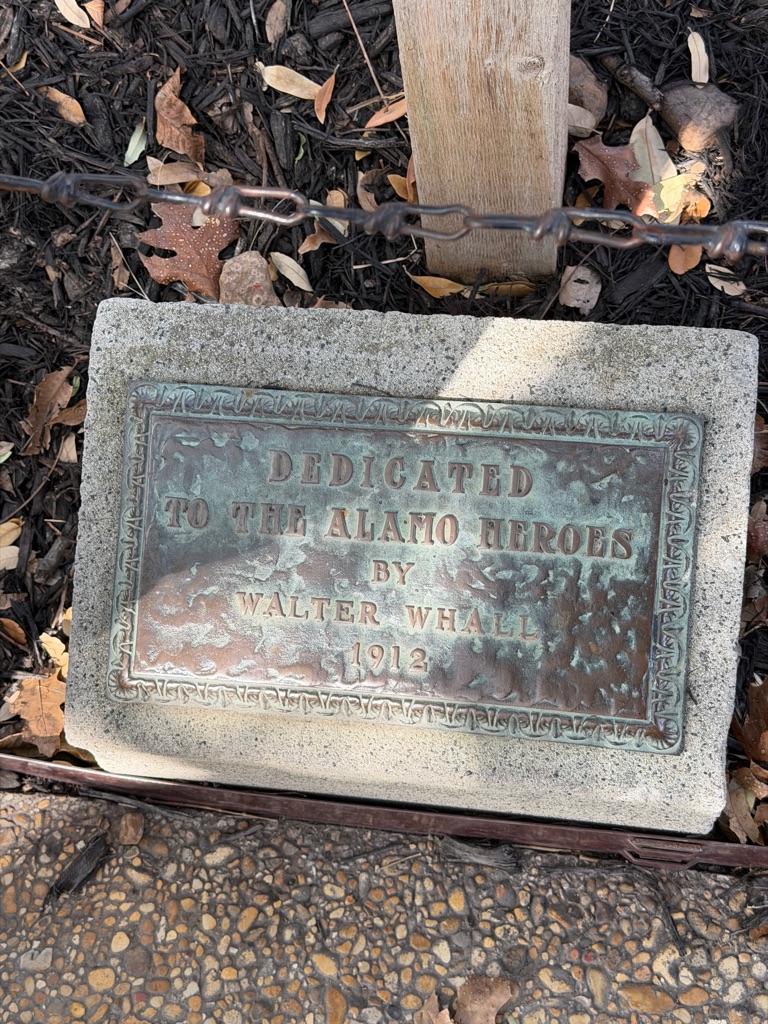 DEDICATED
TO THE ALAMO HEROES
BY
WALTER WHALL
1912